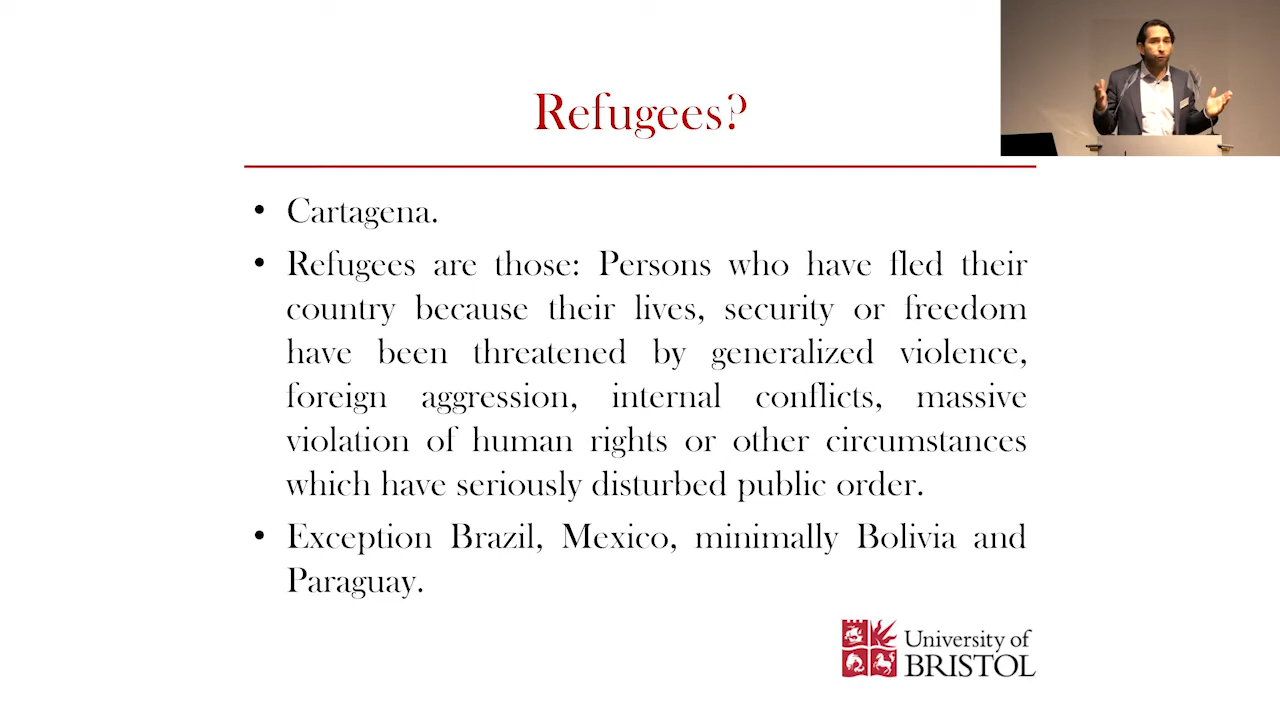 Refugees?
• Cartagena.
• Refugees are those: Persons who have fled their
country because their lives, security or freedom
have been threatened by generalized violence,
foreign aggression, internal conflicts, massive
violation of human rights or other circumstances
which have seriously disturbed public order.
• Exception Brazil, Mexico, minimally Bolivia and
Paraguay.
University of
BRISTOL